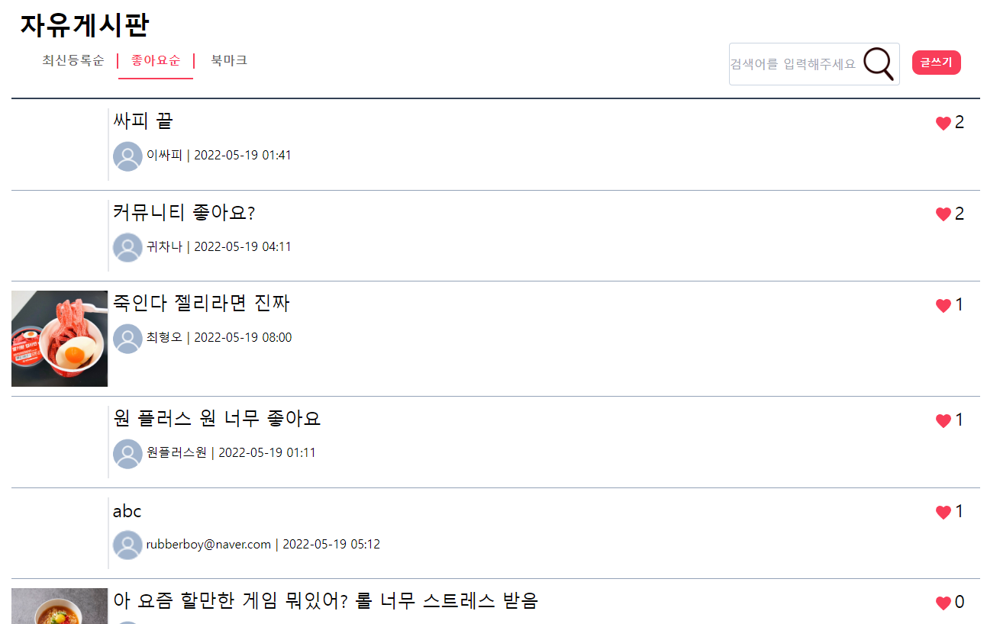 자유게시판
최신등록순 | 좋아요순 | 북마크
검색어를 입력해주세요
글쓰기
싸피 끝
2
이싸피 | 2022-05-19 01:41
커뮤니티 좋아요?
2
귀차나 | 2022-05-19 04:11
죽인다 젤리라면 진짜
1
최형오 | 2022-05-19 08:00
원 플러스 원 너무 좋아요
1
원플러스원 | 2022-05-19 01:11
abc
1
rubberboy@naver.com | 2022-05-19 05:12
아 요즘 할만한 게임 뭐있어? 롤 너무 스트레스 받음
0